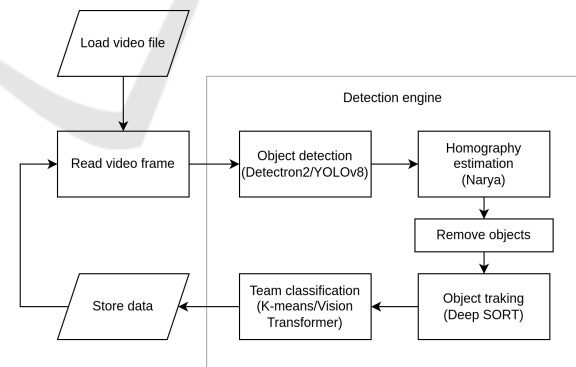 Load video file
Detection engine
Read video frame
Object detection
(Detectron2/YOLOv8)
Homography
estimation
(Narya)
Remove objects
Object traking
(Deep SORT)
Team classification
(K-means/Vision
Transformer)
Store data